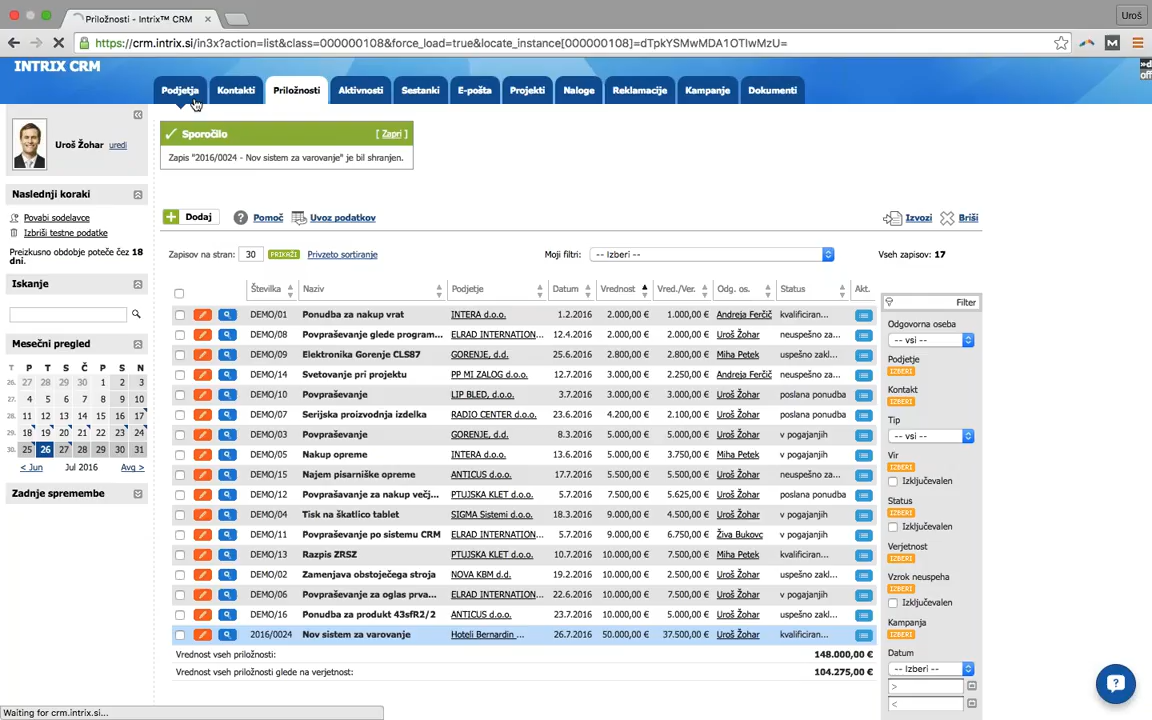 Priložnosti - Intrix™ CRM
Uroš
https://crm.intrix.si/in3x?action=list&class=000000108&force_load=true&locate_instance[000000108]=dTpkYSMwMDA1OTIwMzU=
INTRIX CRM
Podjetja Kontakti Priložnosti Aktivnosti Sestanki E-pošta Projekti Naloge Reklamacije Kampanje Dokumenti
»d
off
Uroš Žohar uredi
Naslednji koraki
Povabi sodelavce
Izbriši testne podatke
Preizkusno obdobje poteče čez 18
dni.
Iskanje
Mesečni pregled
T P T S Č P S N
26. 27 28 29 30 1 2 3
27. 4 5 6 7 8 9 10
28. 11 12 13 14 15 16 17
29. 18 19 20 21 22 23 24
30. 25 26 27 28 29 30 31
< Jun Jul 2016 Avg >
Zadnje spremembe
Sporočilo [ Zapri ]
Zapis "2016/0024 - Nov sistem za varovanje" je bil shranjen.
Dodaj Pomoč Uvoz podatkov Izvozi Briši
Zapisov na stran: 30 PRIKAŽI Privzeto sortiranje Moji filtri: -- Izberi -- Vseh zapisov: 17
Številka Naziv Podjetje Datum Vrednost Vred./Ver. Odg. os. Status Akt.
DEMO/01 Ponudba za nakup vrat INTERA d.o.o. 1.2.2016 2.000,00 € 1.000,00 € Andreja Ferčič kvalificiran...
DEMO/08 Povpraševanje glede program... ELRAD INTERNATION... 12.4.2016 2.000,00 € 2.000,00 € Uroš Žohar neuspešno za...
DEMO/09 Elektronika Gorenje CLS87 GORENJE, d.d. 25.6.2016 2.800,00 € 2.800,00 € Miha Petek uspešno zakl...
DEMO/14 Svetovanje pri projektu PP MI ZALOG d.o.o. 12.7.2016 3.000,00 € 2.250,00 € Andreja Ferčič neuspešno za...
DEMO/10 Povpraševanje LIP BLED, d.o.o. 3.7.2016 3.000,00 € 3.000,00 € Uroš Žohar poslana ponudba
DEMO/07 Serijska proizvodnja izdelka RADIO CENTER d.o.o. 23.6.2016 4.200,00 € 2.100,00 € Uroš Žohar poslana ponudba
DEMO/03 Povpraševanje GORENJE, d.d. 8.3.2016 5.000,00 € 5.000,00 € Uroš Žohar v pogajanjih
DEMO/05 Nakup opreme INTERA d.o.o. 13.6.2016 5.000,00 € 3.750,00 € Miha Petek v pogajanjih
DEMO/15 Najem pisarniške opreme ANTICUS d.o.o. 17.7.2016 5.500,00 € 5.500,00 € Uroš Žohar neuspešno za...
DEMO/12 Povprašavanje za nakup večj... PTUJSKA KLET d.o.o. 5.7.2016 7.500,00 € 5.625,00 € Uroš Žohar poslana ponudba
DEMO/04 Tisk na škatlico tablet SIGMA Sistemi d.o.o. 18.3.2016 9.000,00 € 4.500,00 € Uroš Žohar v pogajanjih
DEMO/11 Povpraševanje po sistemu CRM ELRAD INTERNATION... 5.7.2016 9.000,00 € 6.750,00 € Živa Bukovc v pogajanjih
DEMO/13 Razpis ZRSZ PTUJSKA KLET d.o.o. 10.7.2016 10.000,00 € 7.500,00 € Miha Petek kvalificiran...
DEMO/02 Zamenjava obstoječega stroja NOVA KBM d.d. 19.2.2016 10.000,00 € 2.500,00 € Uroš Žohar uspešno zakl...
DEMO/06 Povpraševanje za oglas prva... ELRAD INTERNATION... 22.6.2016 10.000,00 € 7.500,00 € Uroš Žohar v pogajanjih
DEMO/16 Ponudba za produkt 43sfR2/2 ANTICUS d.o.o. 23.7.2016 10.000,00 € 5.000,00 € Uroš Žohar uspešno zakl...
2016/0024 Nov sistem za varovanje Hoteli Bernardin ... 26.7.2016 50.000,00 € 37.500,00 € Uroš Žohar kvalificiran...
Vrednost vseh priložnosti: 148.000,00 €
Vrednost vseh priložnosti glede na verjetnost: 104.275,00 €
Filter
Odgovorna oseba
-- vsi --
Podjetje
IZBERI
Kontakt
IZBERI
Tip
-- vsi --
Vir
IZBERI
Izključevalen
Status
IZBERI
Izključevalen
Verjetnost
IZBERI
Vzrok neuspeha
IZBERI
Izključevalen
Kampanja
IZBERI
Datum
-- Izberi --
>
<
Waiting for crm.intrix.si...